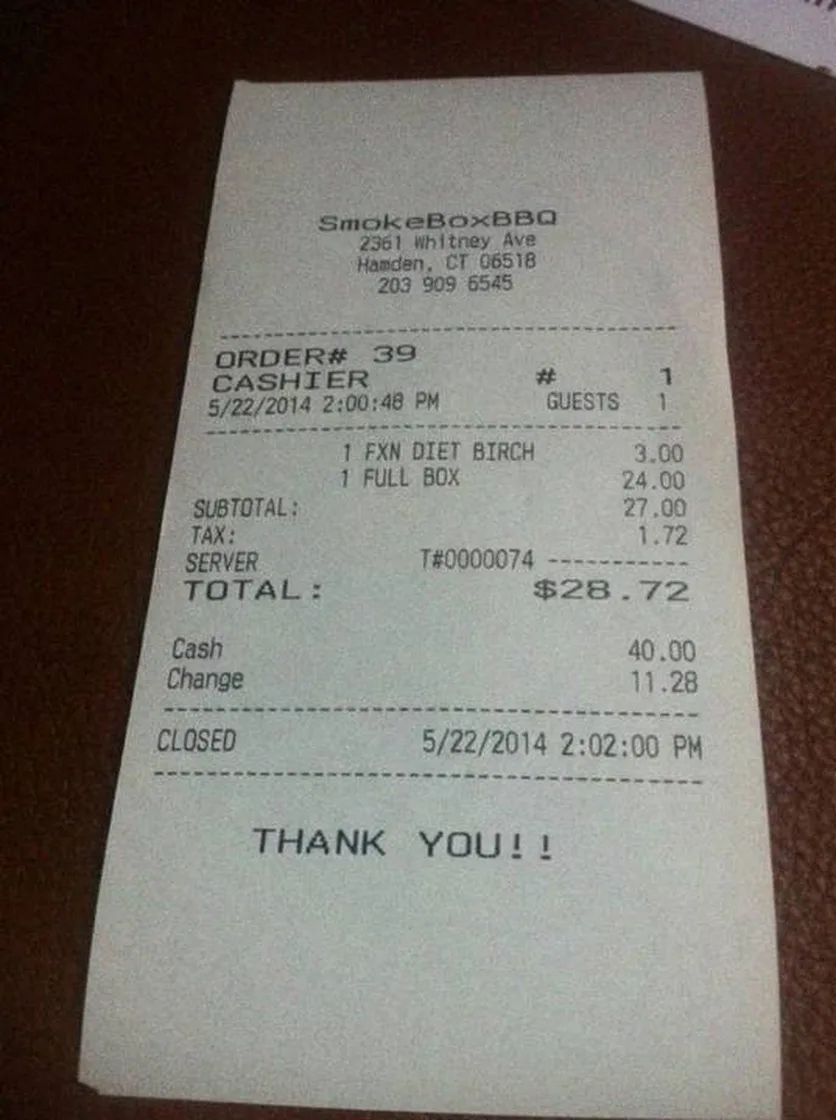 SmokeBoxBBQ
2361 Whitney Ave
Hamden, CT 06518
203 909 6545
ORDER# 39
CASHIER # 1
5/22/2014 2:00:48 PM GUESTS 1
1 FXN DIET BIRCH 3.00
1 FULL BOX 24.00
SUBTOTAL: 27.00
TAX: 1.72
SERVER T#0000074 -----------
TOTAL: $28.72
Cash 40.00
Change 11.28
CLOSED 5/22/2014 2:02:00 PM
THANK YOU!!